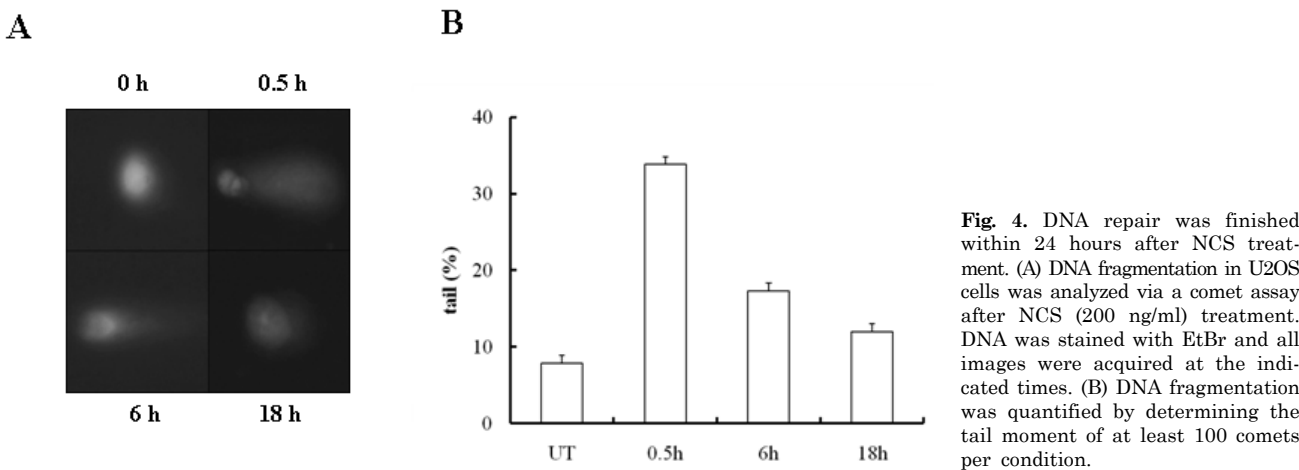 A
0 h 0.5 h
6 h 18 h
B
40
30
20
10
0
tail (%)
UT 0.5h 6h 18h
Fig. 4. DNA repair was finished
within 24 hours after NCS treat-
ment. (A) DNA fragmentation in U2OS
cells was analyzed via a comet assay
after NCS (200 ng/ml) treatment.
DNA was stained with EtBr and all
images were acquired at the indi-
cated times. (B) DNA fragmentation
was quantified by determining the
tail moment of at least 100 comets
per condition.